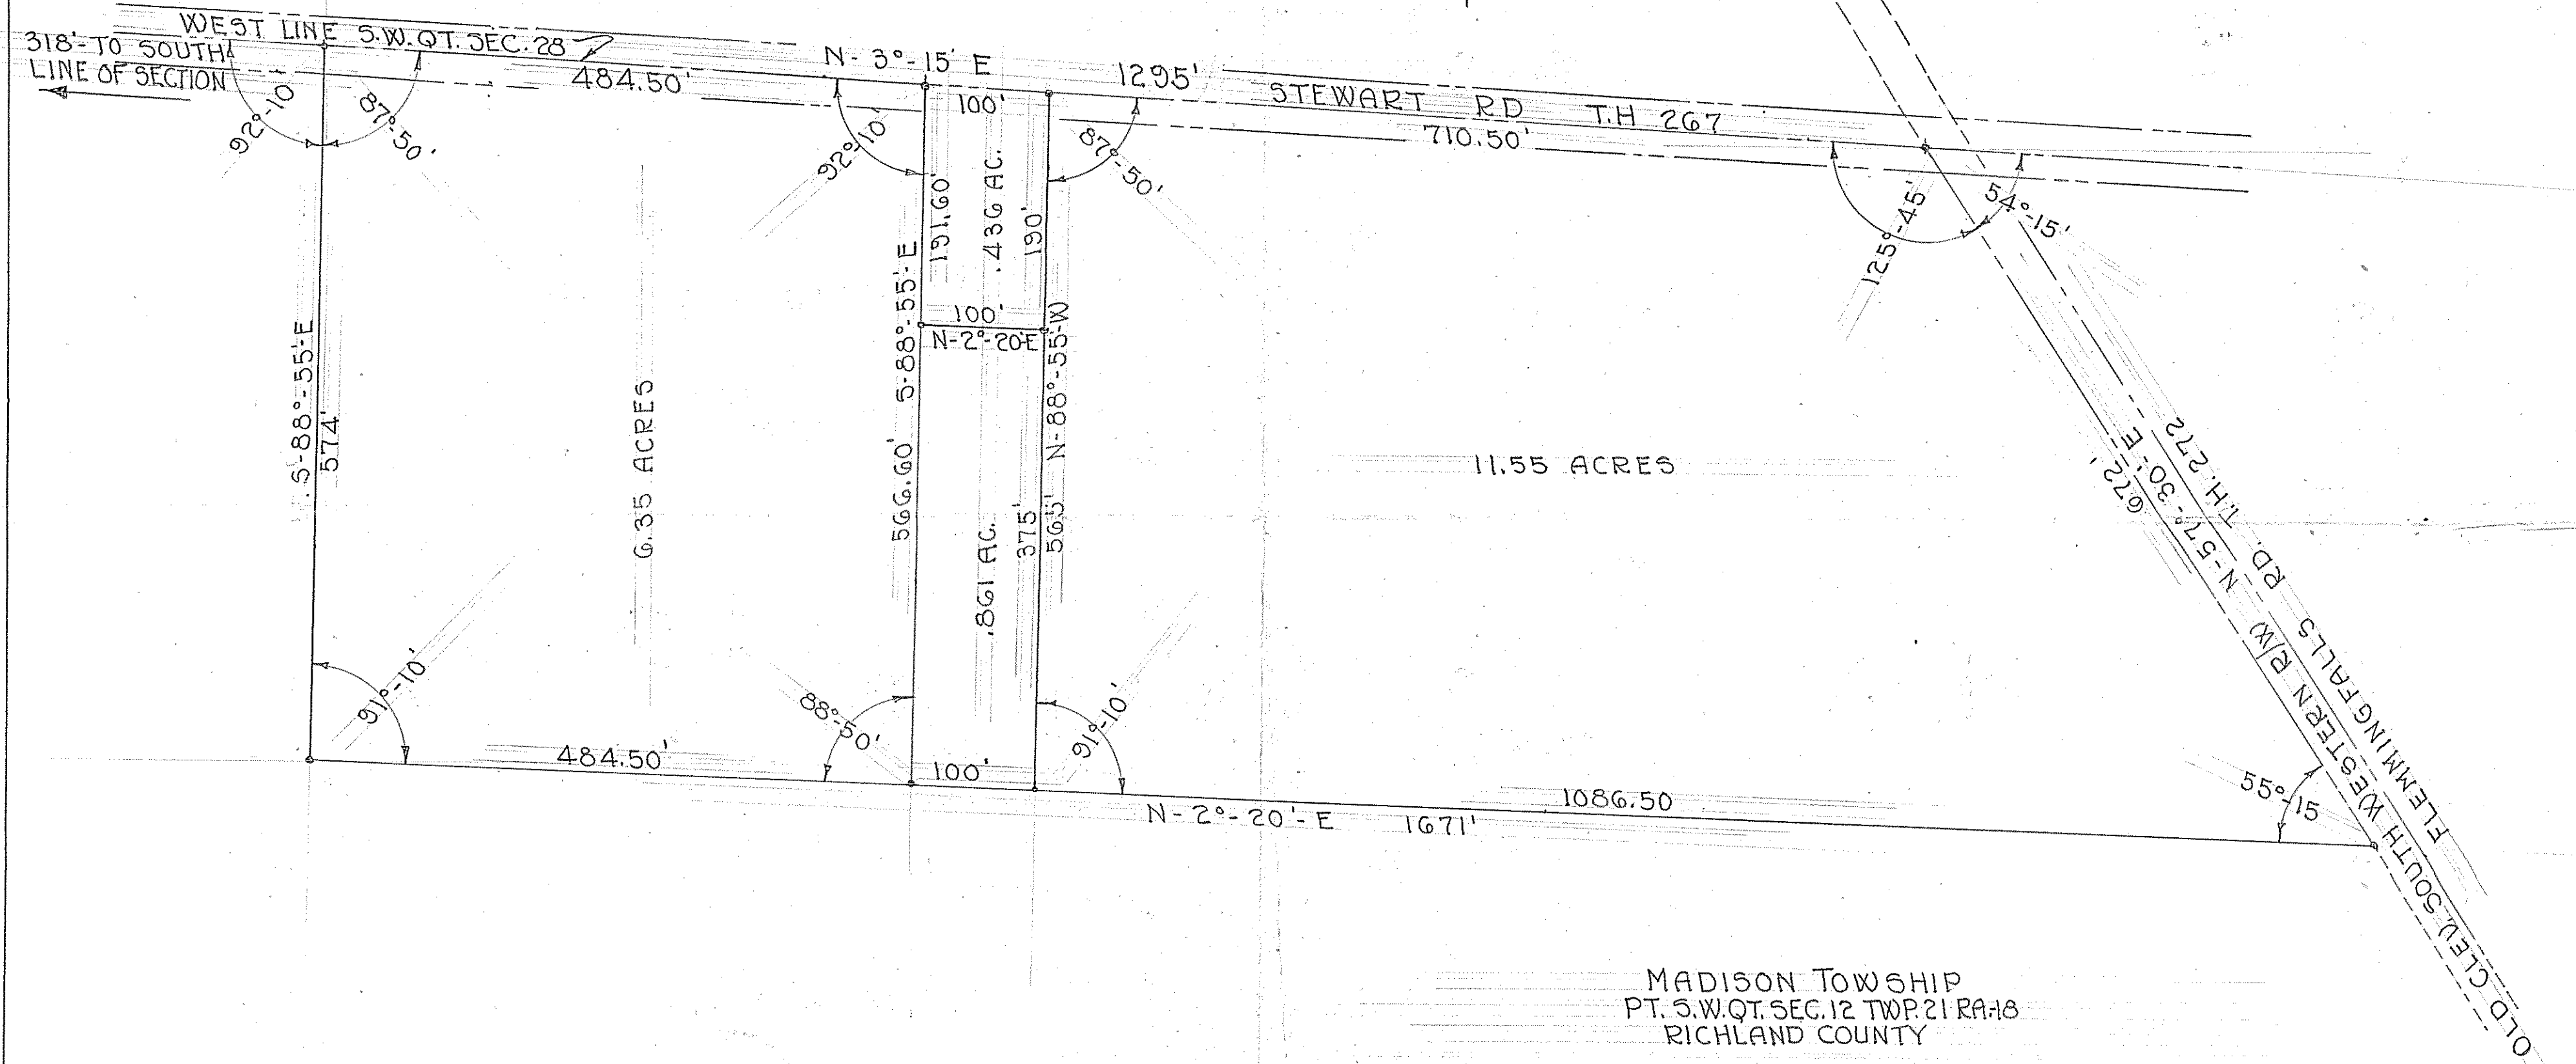 WEST LINE S.W. QT. SEC. 28
318'- TO SOUTH
LINE OF SECTION
N- 3°-15' E
1295'
484.50'
100'
STEWART RD T.H 267
710.50'
92°-10'
87°-50'
92°-10'
87°-50'
125°-45'
54°-15'
191.60'
.436 AC.
190'
100'
N-2°-20'E
S-88°-55'-E
574'
6.35 ACRES
566.60' S-88°-55'-E
.861 AC.
375'
565' N-88°-55'-W
11.55 ACRES
672'
N-57°-30'-E
FLEMMING FALLS RD. T.H. 272
OLD CLEV. SOUTH WESTERN R/W
91°-10'
88°-50'
91°-10'
55°-15
484.50'
100'
1086.50
N-2°-20'-E 1671'
MADISON TOWSHIP
PT. S.W.QT. SEC.12 TWP.21 RA-18
RICHLAND COUNTY